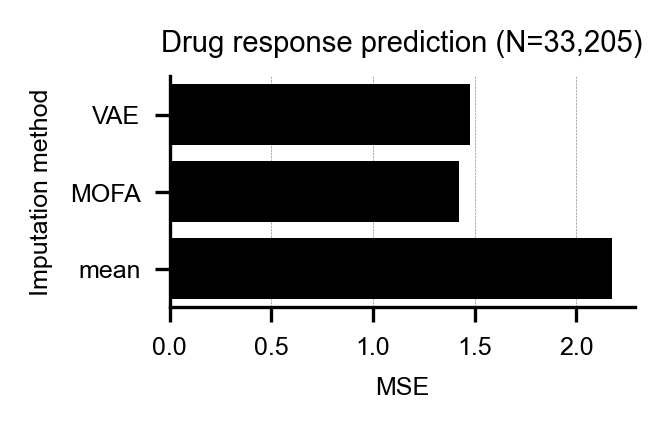 Drug response prediction (N=33,205)
Imputation method
VAE
MOFA
mean
0.0 0.5 1.0 1.5 2.0
MSE